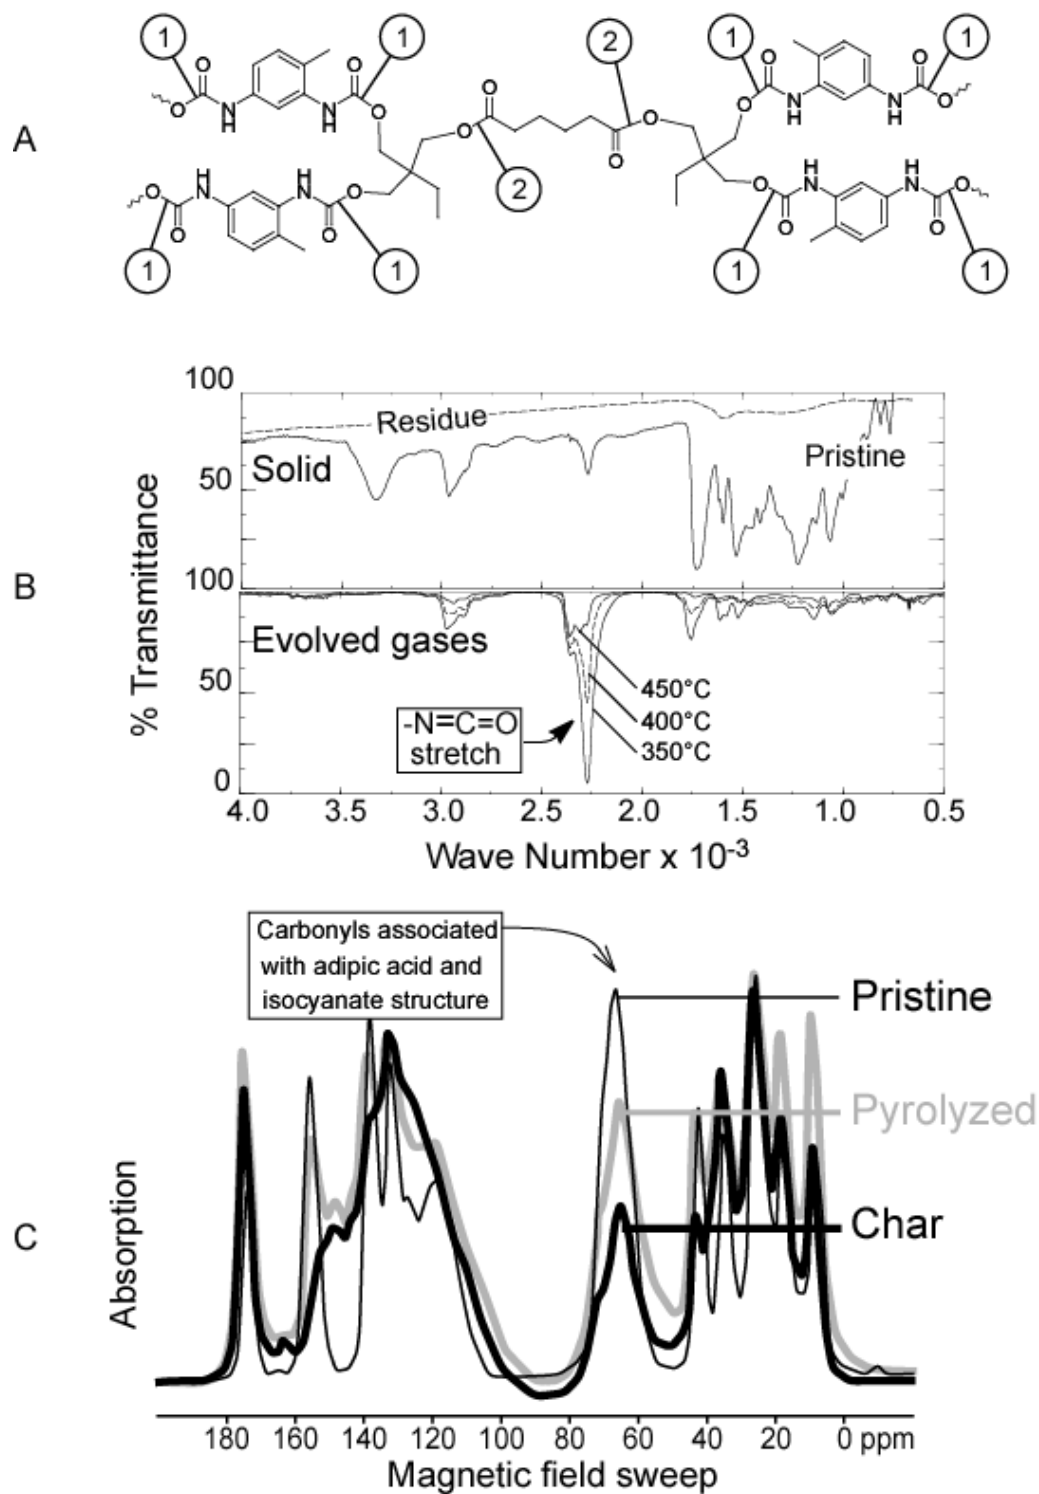 A
1
1
2
1
1
O
O
O
O
O
O
O
O
O
O
O
O
N
H
N
H
N
H
N
H
2
O
O
O
O
H
N
H
N
H
N
H
N
O
O
O
O
O
O
O
O
1
1
1
1
B
% Transmittance
100
Residue
Solid
Pristine
50
100
Evolved gases
450°C
50
400°C
-N=C=O
stretch
350°C
0
4.0 3.5 3.0 2.5 2.0 1.5 1.0 0.5
Wave Number x 10-3
C
Carbonyls associated
with adipic acid and
isocyanate structure
Pristine
Pyrolyzed
Char
Absorption
180 160 140 120 100 80 60 40 20 0 ppm
Magnetic field sweep